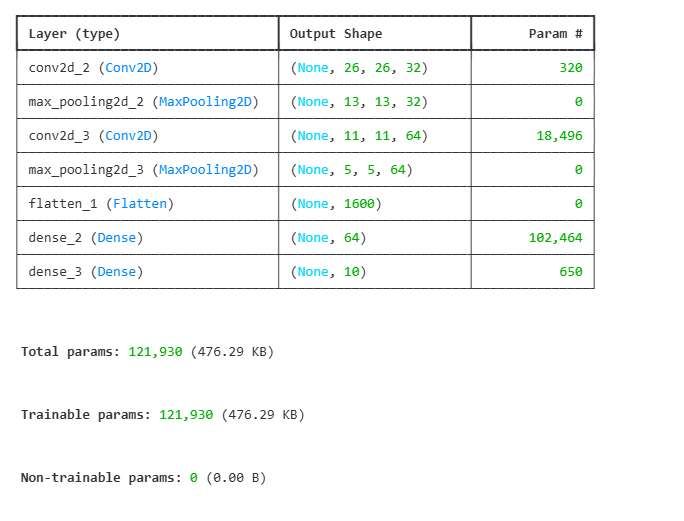 Layer (type) Output Shape Param #
conv2d_2 (Conv2D) (None, 26, 26, 32) 320
max_pooling2d_2 (MaxPooling2D) (None, 13, 13, 32) 0
conv2d_3 (Conv2D) (None, 11, 11, 64) 18,496
max_pooling2d_3 (MaxPooling2D) (None, 5, 5, 64) 0
flatten_1 (Flatten) (None, 1600) 0
dense_2 (Dense) (None, 64) 102,464
dense_3 (Dense) (None, 10) 650
Total params: 121,930 (476.29 KB)
Trainable params: 121,930 (476.29 KB)
Non-trainable params: 0 (0.00 B)